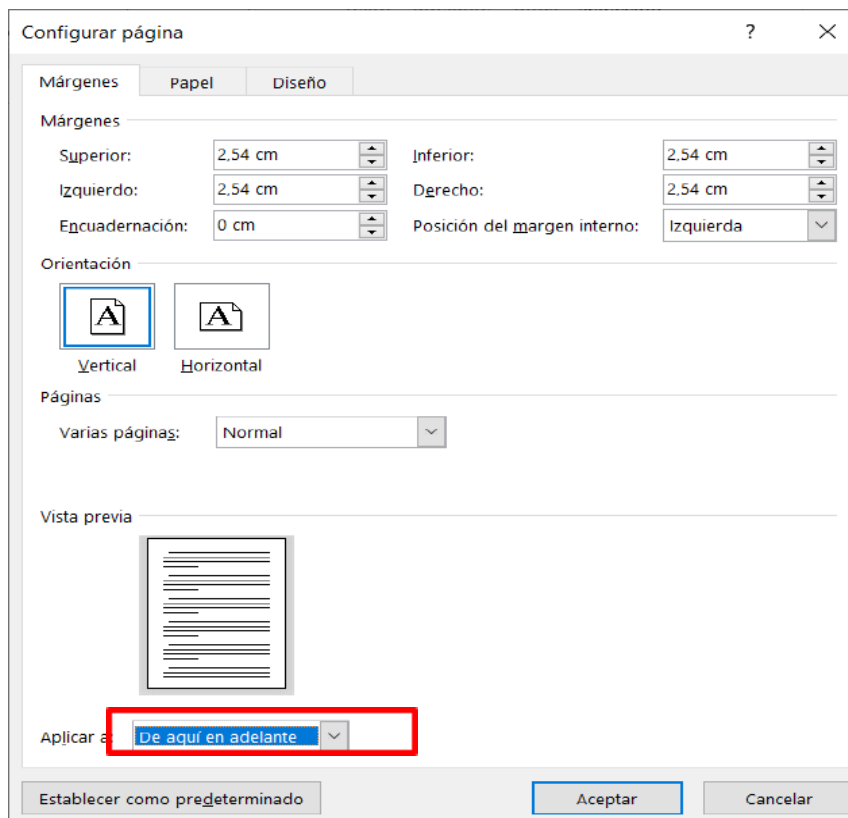 Configurar página ?
Márgenes Papel Diseño
Márgenes
Superior: 2,54 cm Inferior: 2,54 cm
Izquierdo: 2,54 cm Derecho: 2,54 cm
Encuadernación: 0 cm Posición del margen interno: Izquierda
Orientación
A A
Vertical Horizontal
Páginas
Varias páginas: Normal
Vista previa
Aplicar a: De aquí en adelante
Establecer como predeterminado Aceptar Cancelar